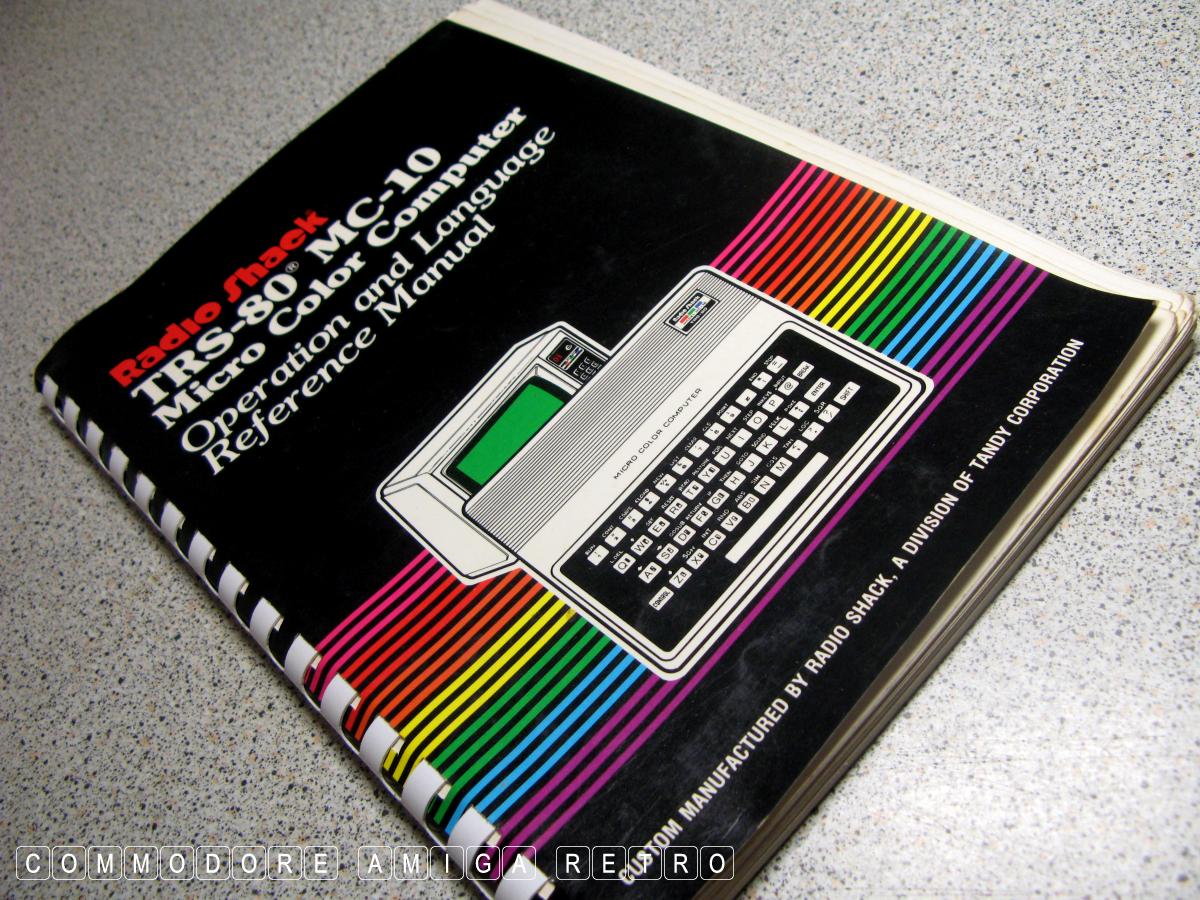 Radio Shack
TRS-80® MC-10
Micro Color Computer
Operation and Language
Reference Manual
MICRO COLOR COMPUTER
CUSTOM MANUFACTURED BY RADIO SHACK, A DIVISION OF TANDY CORPORATION
COMMODORE AMIGA RETRO